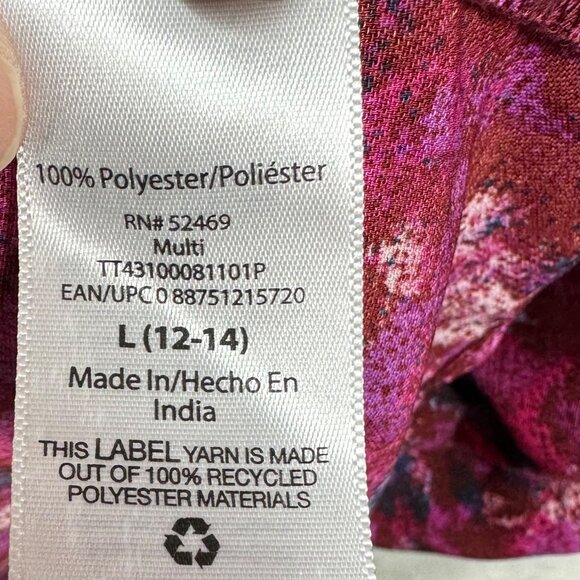 100% Polyester/Poliéster
RN# 52469
Multi
TT43100081101P
EAN/UPC 0 88751215720
L (12-14)
Made In/Hecho En
India
THIS LABEL YARN IS MADE
OUT OF 100% RECYCLED
POLYESTER MATERIALS